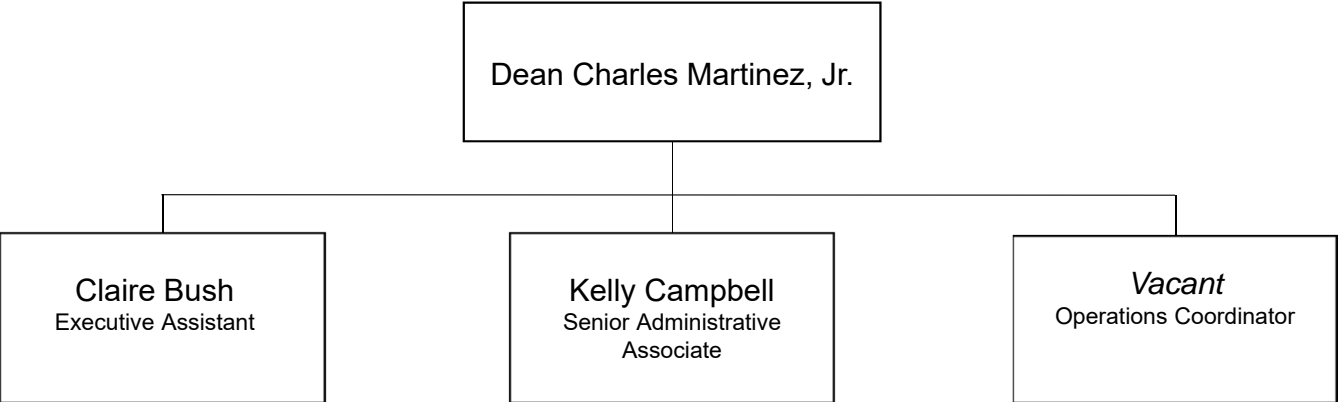 Dean Charles Martinez, Jr.
Claire Bush
Executive Assistant
Kelly Campbell
Senior Administrative
Associate
Vacant
Operations Coordinator